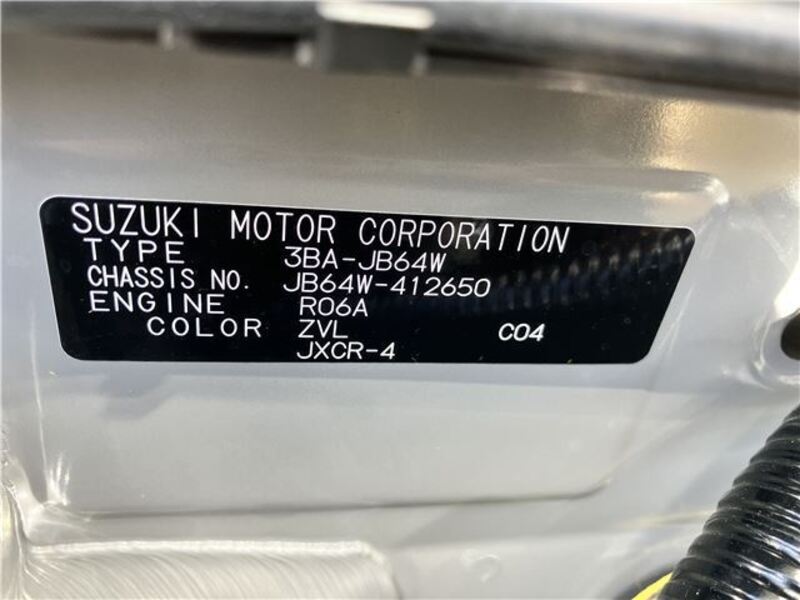 SUZUKI MOTOR CORPORATION
TYPE 3BA-JB64W
CHASSIS NO. JB64W-412650
ENGINE R06A
COLOR ZVL C04
JXCR-4